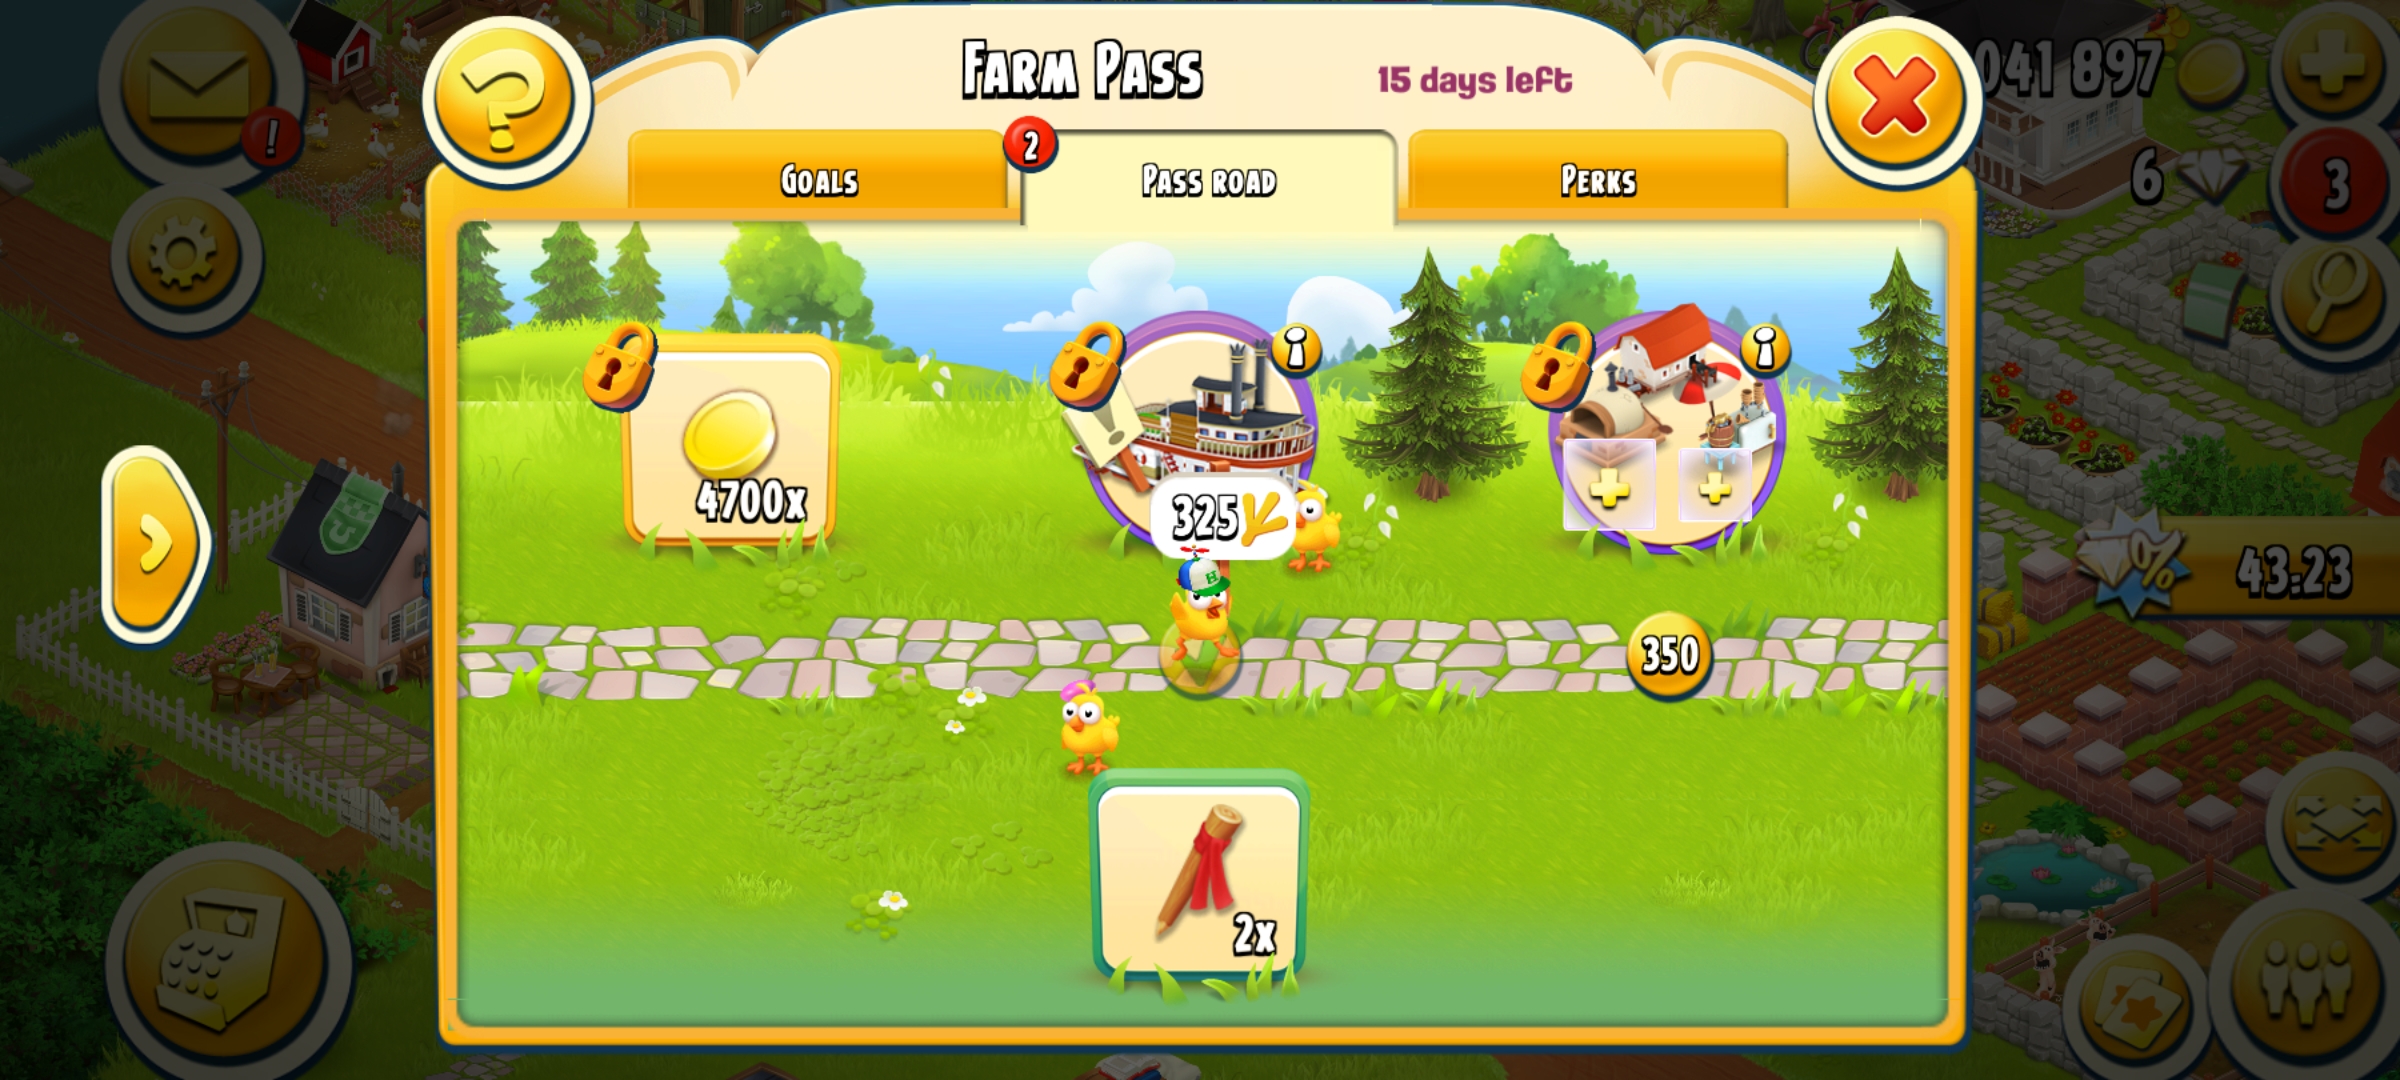 FARM PASS
15 days left
041 897
GOALS
2
PASS ROAD
PERKS
6
3
4700x
325
H
%
43:23
350
2x